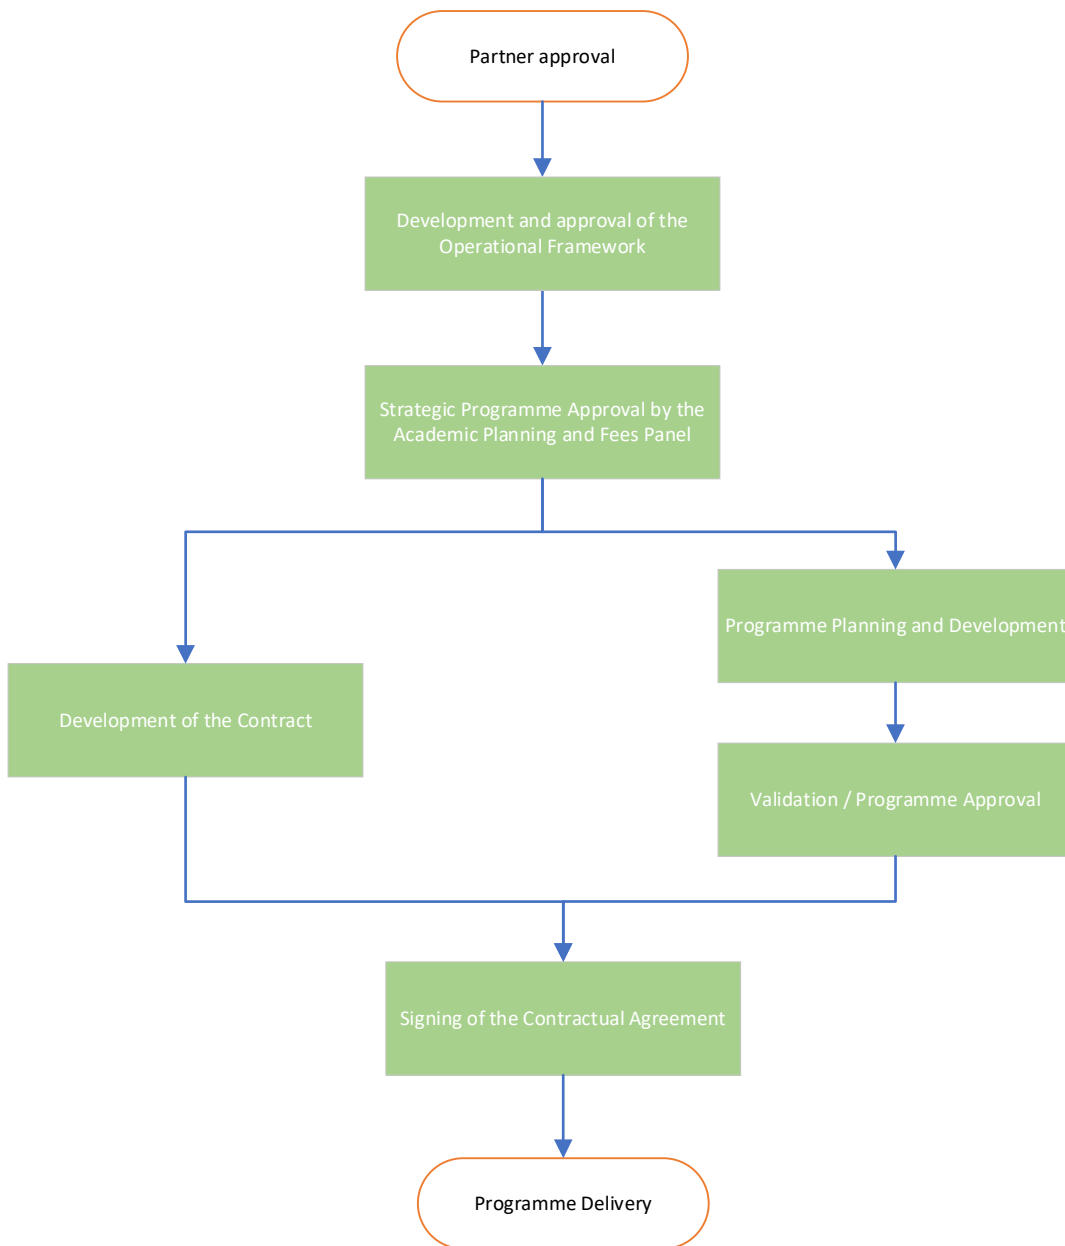 Partner approval
Development and approval of the
Operational Framework
Strategic Programme Approval by the
Academic Planning and Fees Panel
Programme Planning and Development
Development of the Contract
Validation / Programme Approval
Signing of the Contractual Agreement
Programme Delivery